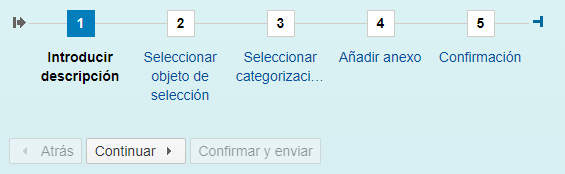 1 2 3 4 5
Introducir Seleccionar Seleccionar Añadir anexo Confirmación
descripción objeto de categorizaci...
selección
Atrás Continuar Confirmar y enviar